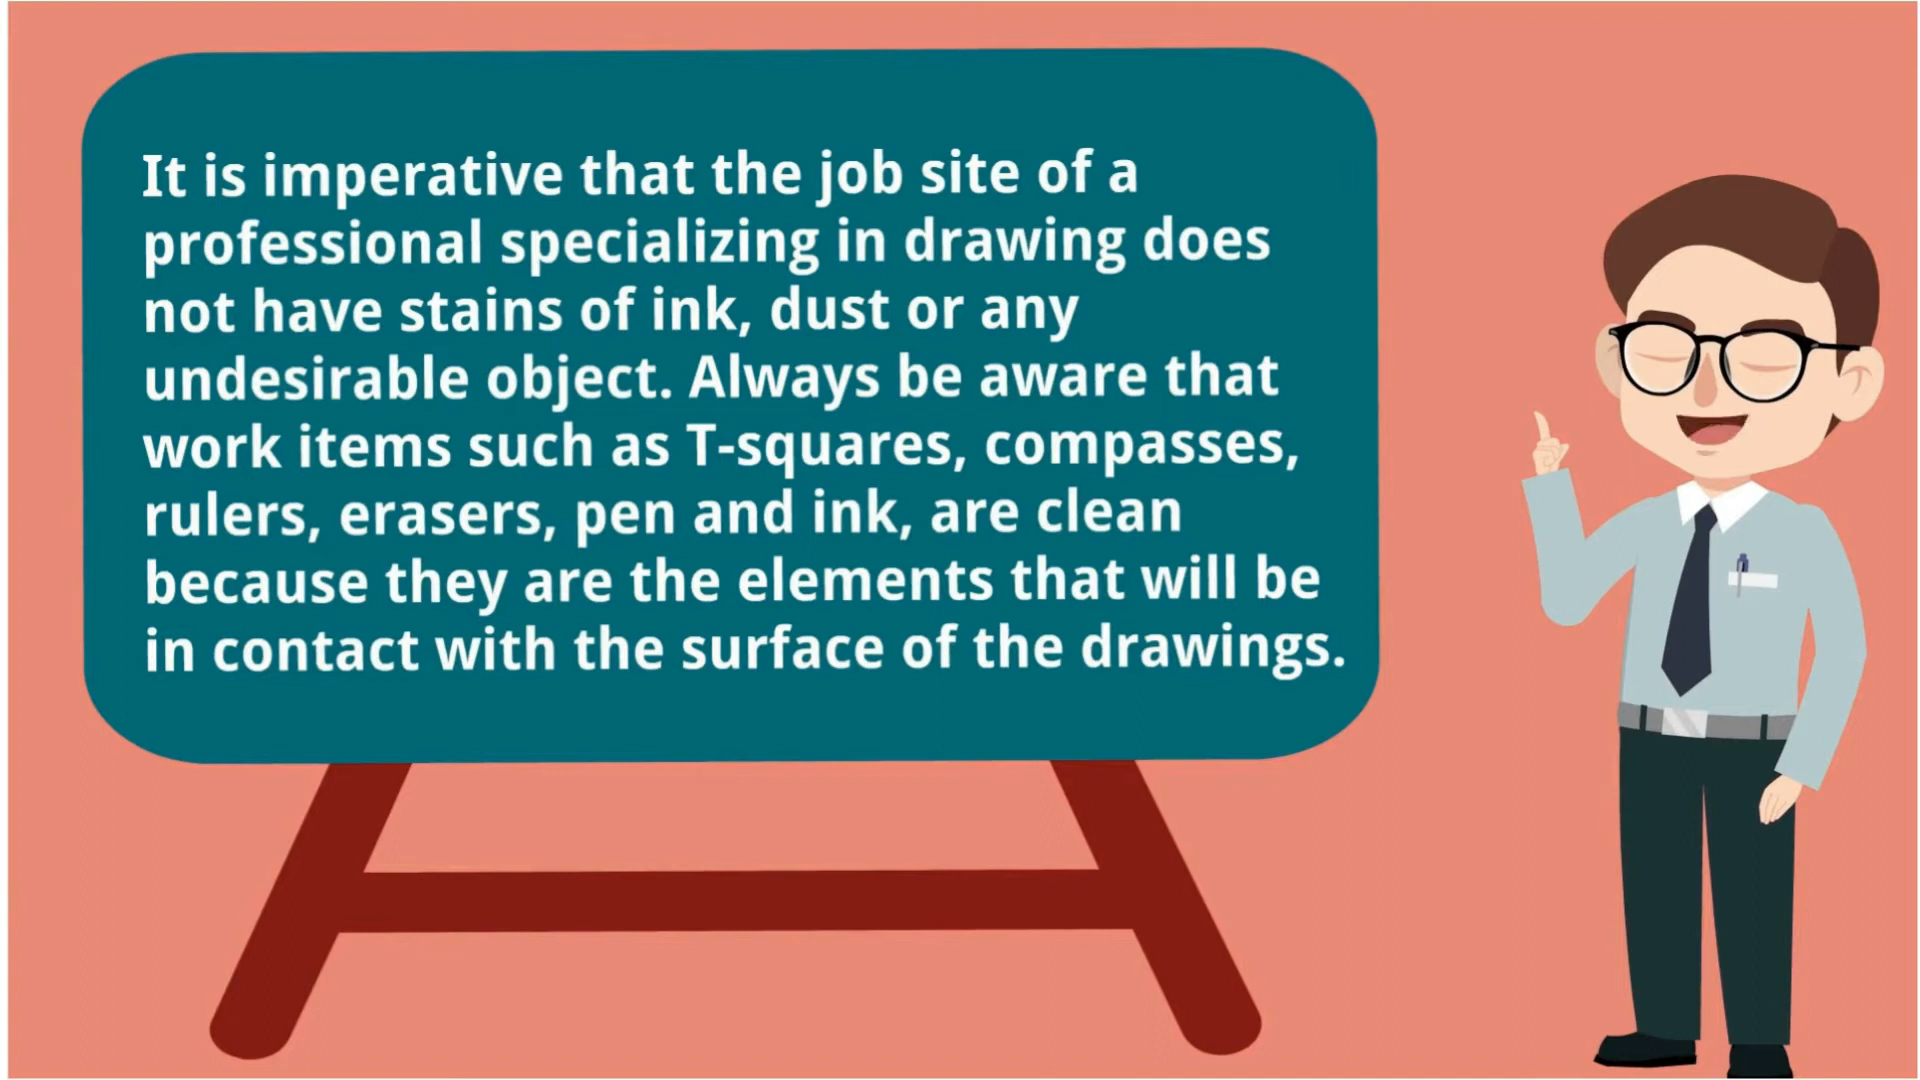 It is imperative that the job site of a
professional specializing in drawing does
not have stains of ink, dust or any
undesirable object. Always be aware that
work items such as T-squares, compasses,
rulers, erasers, pen and ink, are clean
because they are the elements that will be
in contact with the surface of the drawings.